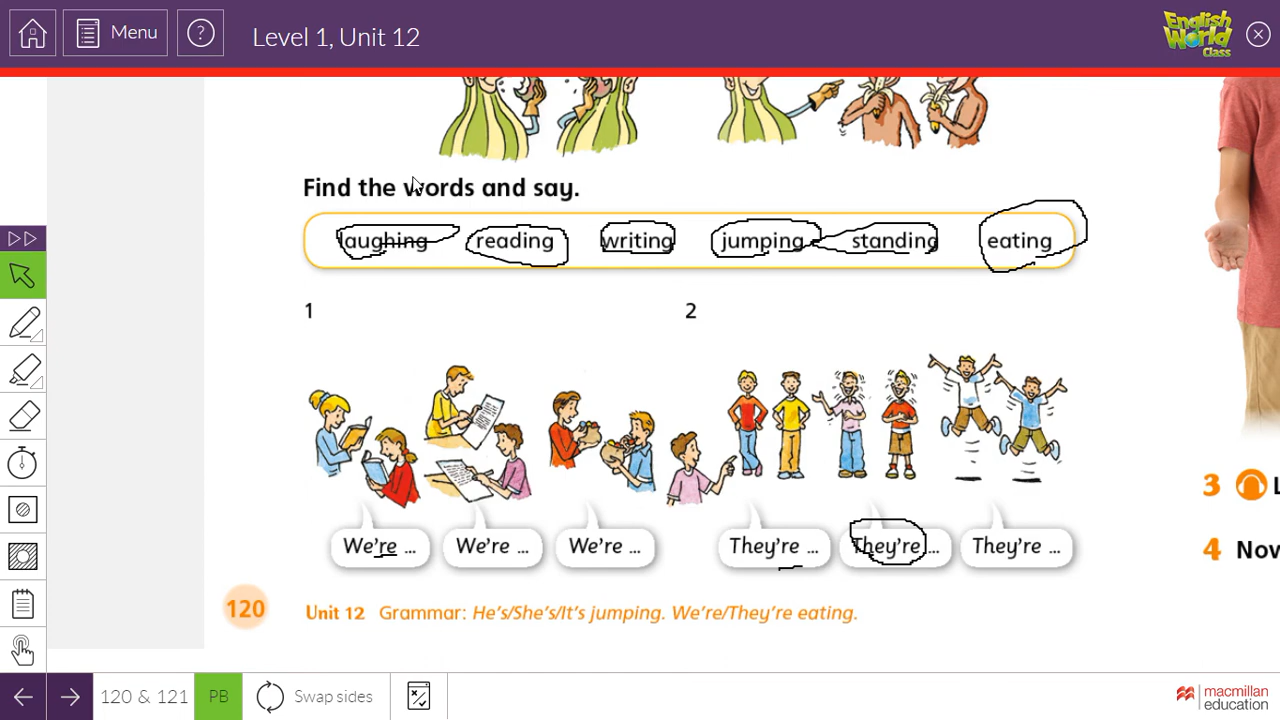 Menu
?
Level 1, Unit 12
English World Class
Find the words and say.
laughing reading writing jumping standing eating
1 2
We're ... We're ... We're ... They're ... They're ... They're ...
3 L
4 Now
120 Unit 12 Grammar: He's/She's/It's jumping. We're/They're eating.
120 & 121 PB Swap sides
macmillan education